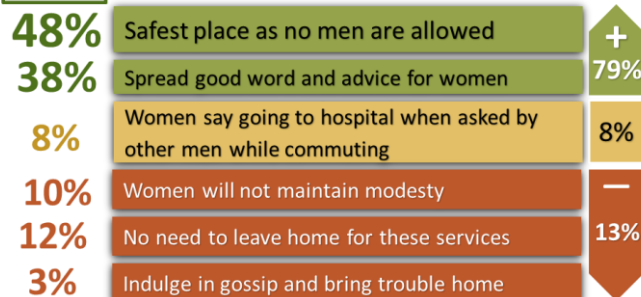 48% Safest place as no men are allowed
+
38% Spread good word and advice for women
79%
8% Women say going to hospital when asked by
other men while commuting
8%
10% Women will not maintain modesty
−
12% No need to leave home for these services
13%
3% Indulge in gossip and bring trouble home